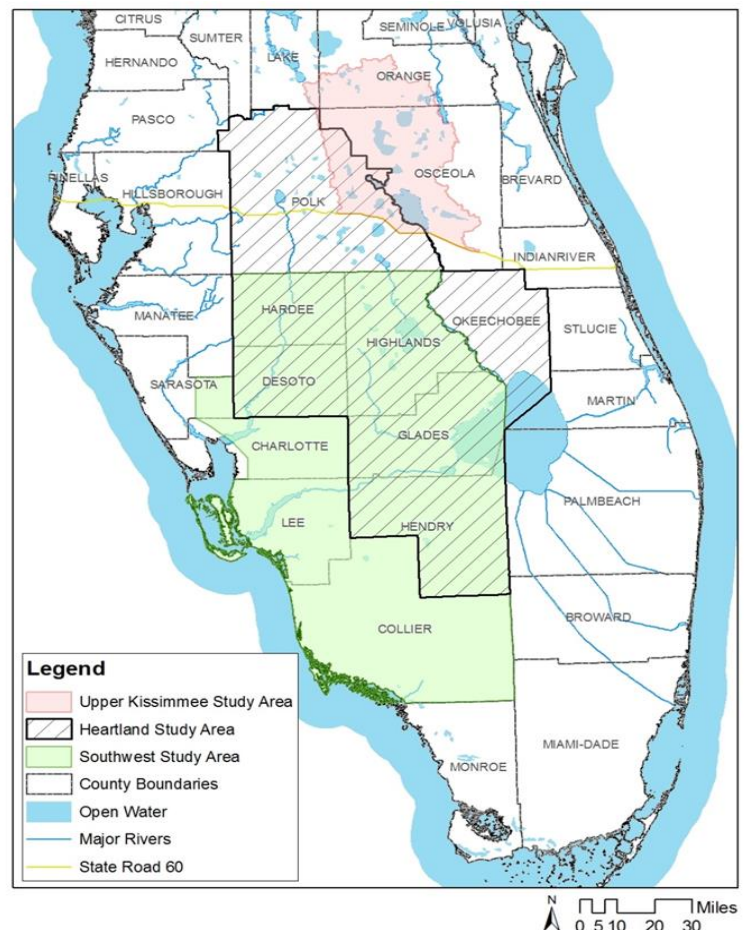 CITRUS
SUMTER
SEMINOLE
VOLUSIA
HERNANDO
LAKE
ORANGE
PASCO
OSCEOLA
BREVARD
PINELLAS
HILLSBOROUGH
POLK
INDIANRIVER
MANATEE
HARDEE
HIGHLANDS
OKEECHOBEE
STLUCIE
SARASOTA
DESOTO
MARTIN
CHARLOTTE
GLADES
LEE
HENDRY
PALMBEACH
COLLIER
BROWARD
MONROE
MIAMI-DADE
Legend
Upper Kissimmee Study Area
Heartland Study Area
Southwest Study Area
County Boundaries
Open Water
Major Rivers
State Road 60
N
Miles
0 5 10 20 30